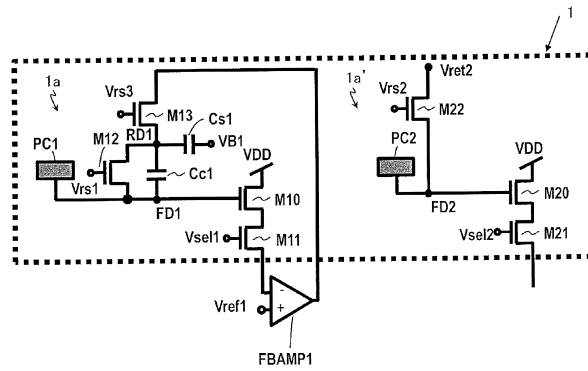 1
1a
1a'
Vret2
Vrs3
M13
RD1
Cs1
VB1
Vrs2
M22
PC1
M12
Vrs1
Cc1
VDD
PC2
VDD
M10
FD1
M20
FD2
Vsel1
M11
Vsel2
M21
Vref1
-
+
FBAMP1